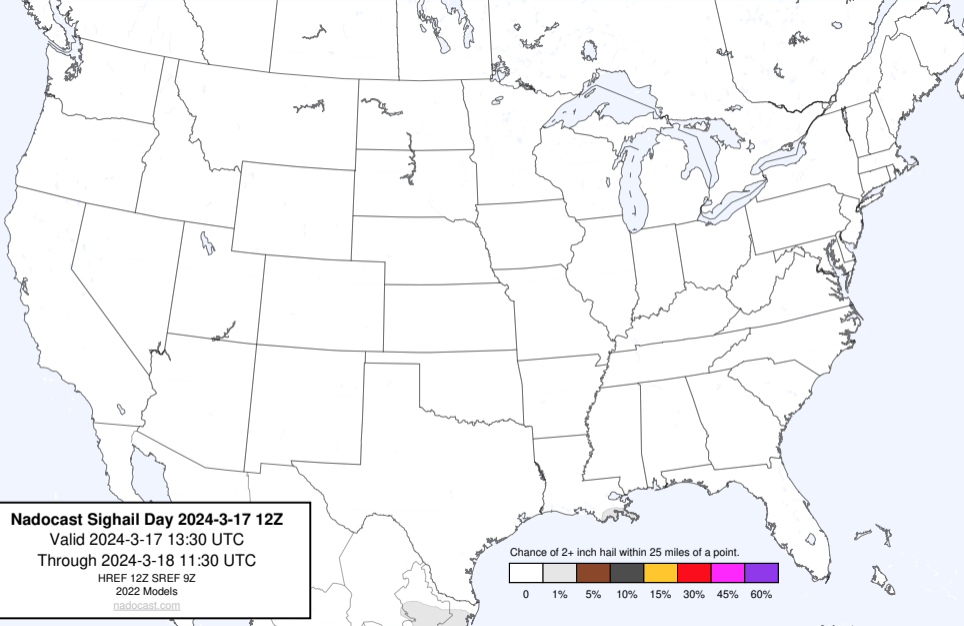 Nadocast Sighail Day 2024-3-17 12Z
Valid 2024-3-17 13:30 UTC
Through 2024-3-18 11:30 UTC
HREF 12Z SREF 9Z
2022 Models
nadocast.com
Chance of 2+ inch hail within 25 miles of a point.
0 1% 5% 10% 15% 30% 45% 60%